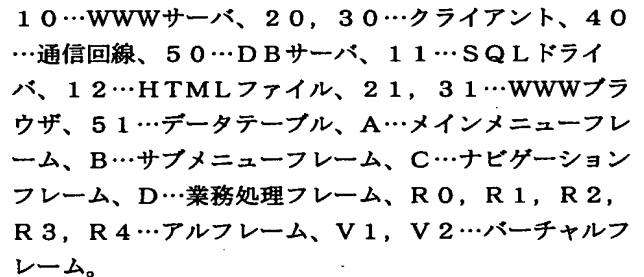 １０…WWWサーバ、２０，３０…クライアント、４０
…通信回線、５０…ＤＢサーバ、１１…ＳＱＬドライ
バ、１２…ＨＴＭＬファイル、２１，３１…WWWブラ
ウザ、５１…データテーブル、Ａ…メインメニューフレ
ーム、Ｂ…サブメニューフレーム、Ｃ…ナビゲーション
フレーム、Ｄ…業務処理フレーム、Ｒ０，Ｒ１，Ｒ２，
Ｒ３，Ｒ４…アルフレーム、Ｖ１，Ｖ２…バーチャルフ
レーム。